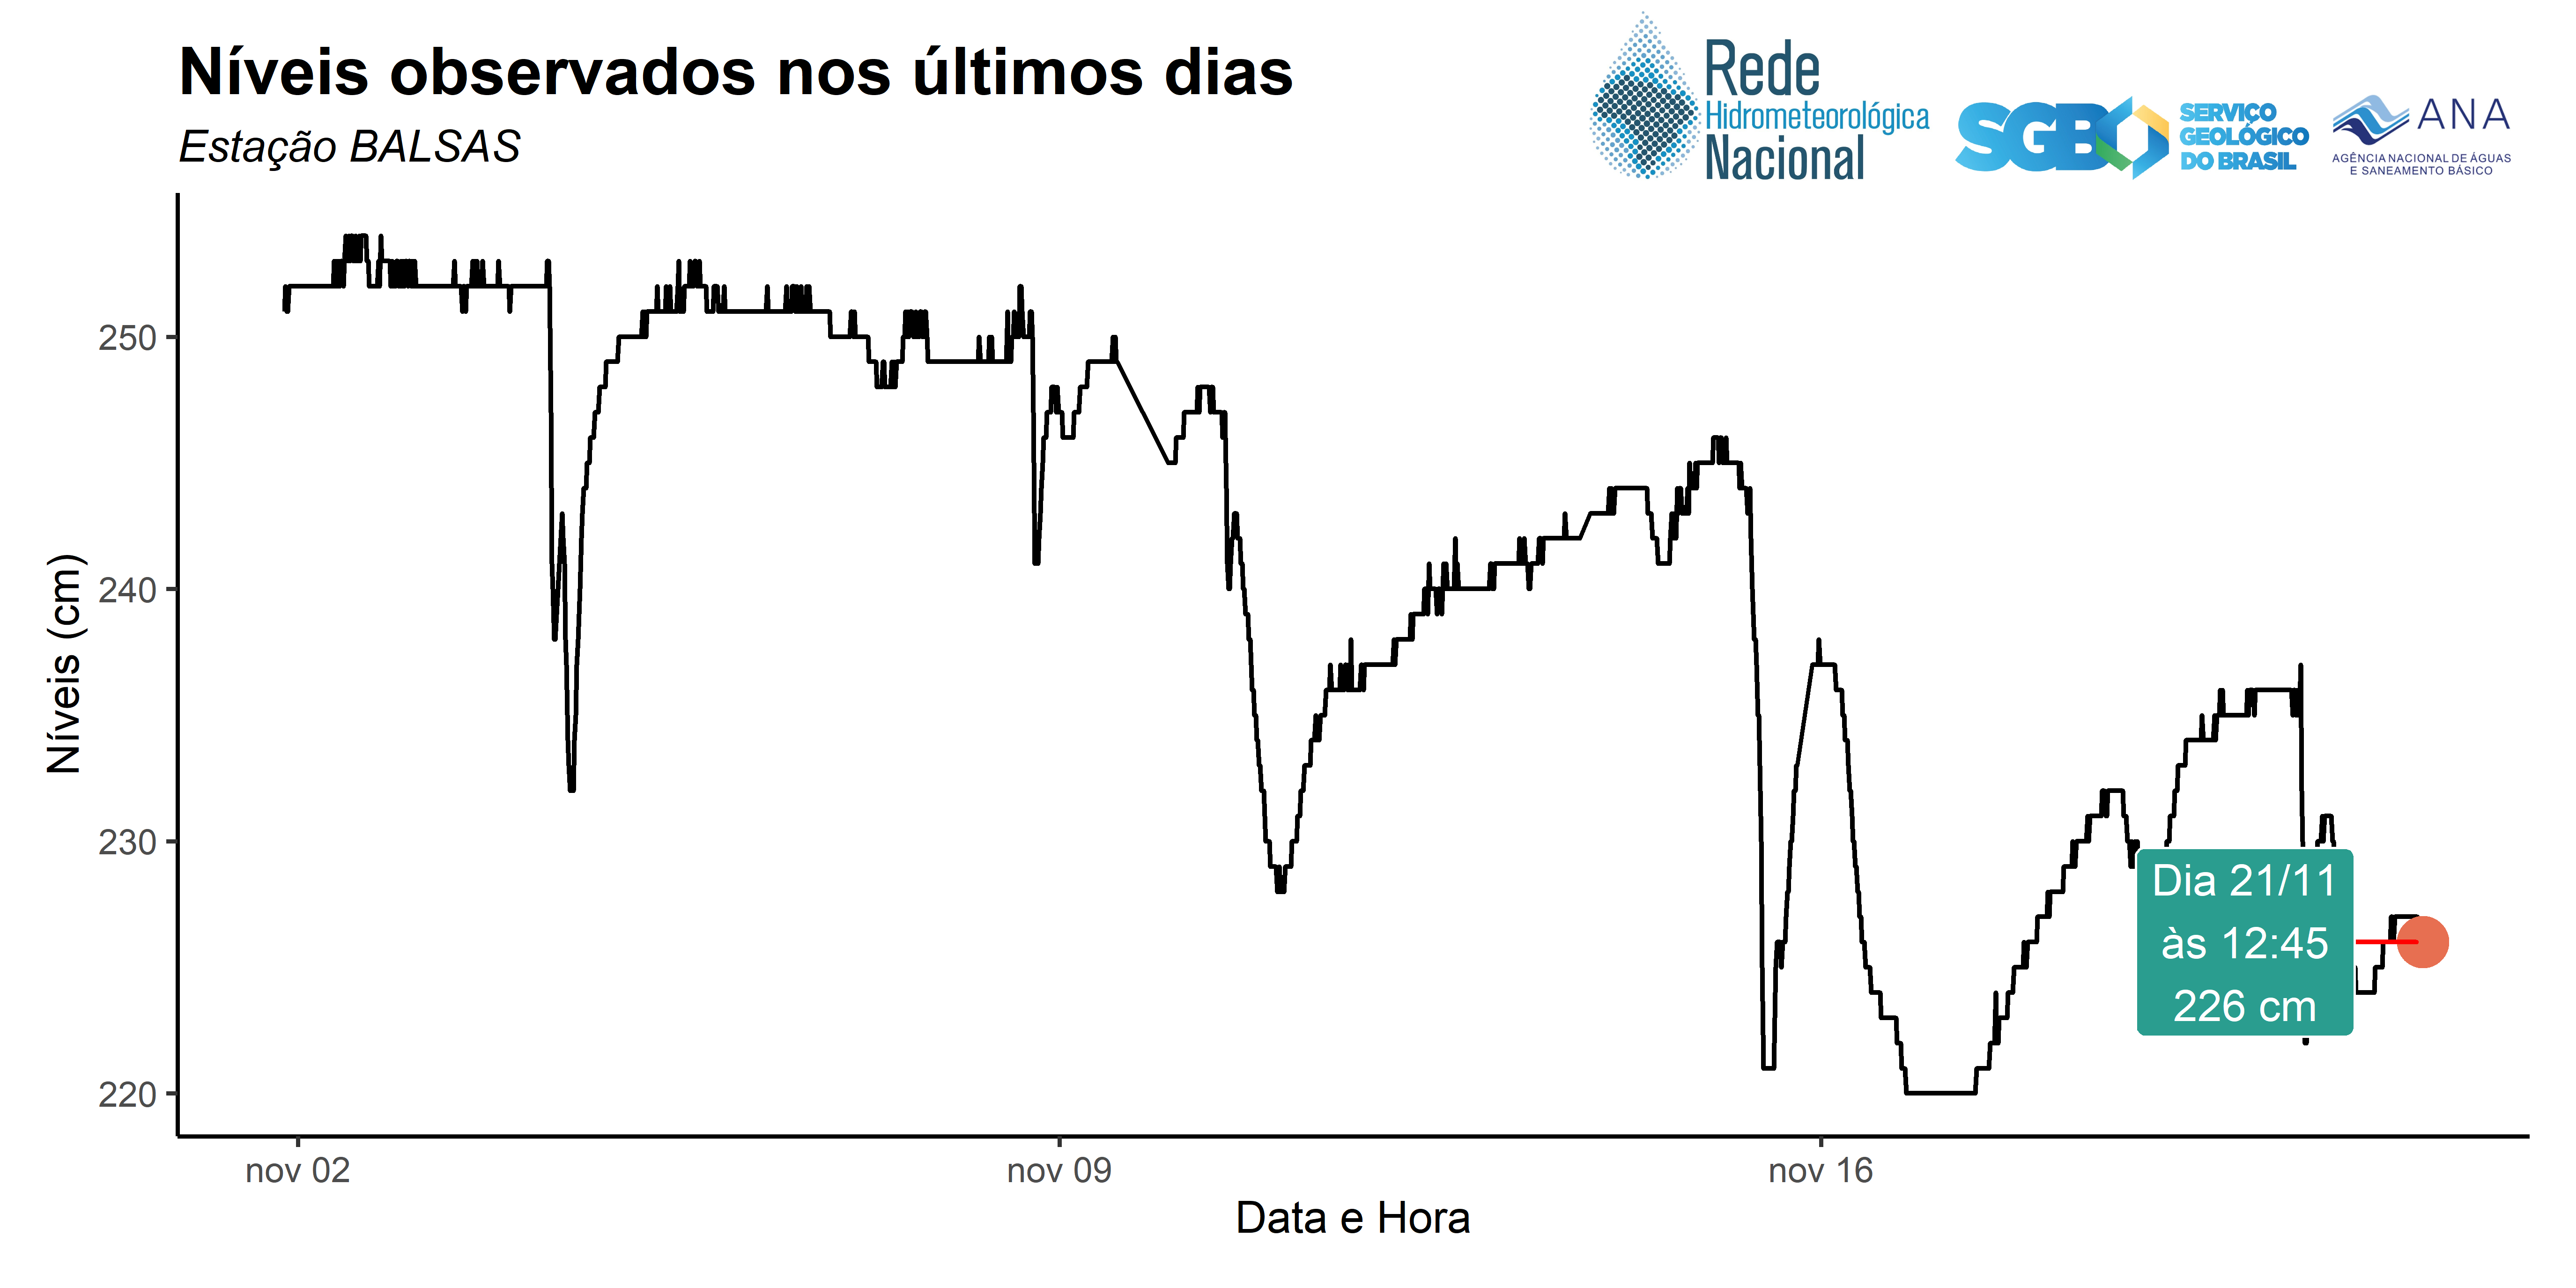 Níveis observados nos últimos dias
Estação BALSAS
Rede
Hidrometeorológica
Nacional
SGB
SERVIÇO
GEOLÓGICO
DO BRASIL
ANA
AGÊNCIA NACIONAL DE ÁGUAS
E SANEAMENTO BÁSICO
Níveis (cm)
250
240
230
220
Dia 21/11
às 12:45
226 cm
nov 02
nov 09
nov 16
Data e Hora